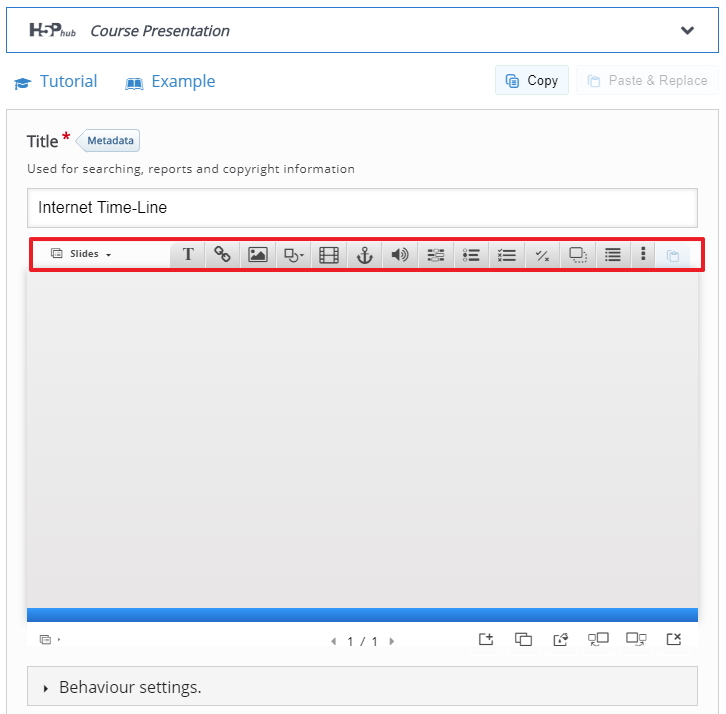 H5P hub Course Presentation
Tutorial Example Copy Paste & Replace
Title * Metadata
Used for searching, reports and copyright information
Internet Time-Line
Slides T
1 / 1
Behaviour settings.